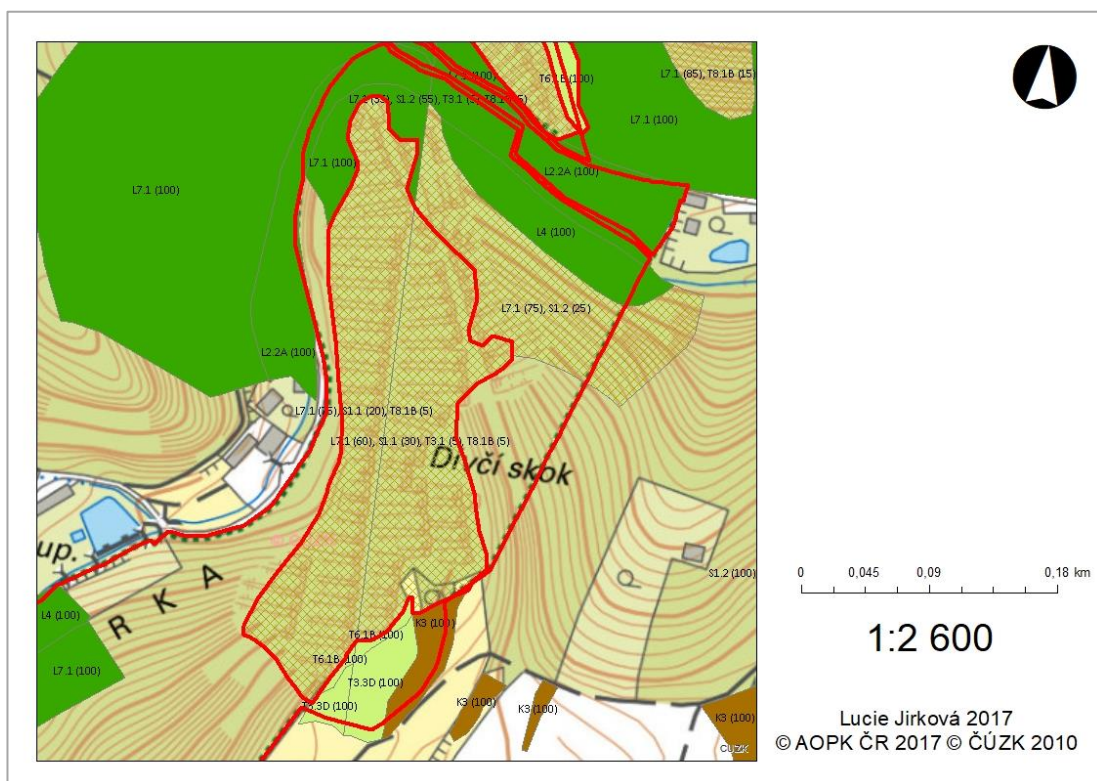 L7.1 (100)
T6.1B (100)
L7.1 (85), T8.1B (15)
L7.1 (100)
L7.1 (100)
L2.2A (100)
L7.1 (100)
L4 (100)
L7.1 (75), S1.2 (25)
L2.2A (100)
S1.1 (20), T8.1B (5)
L7.1 (60), S1.1 (30), T3.1 (5), T8.1B (5)
Dívčí skok
up.
R K A
S1.2 (100)
L4 (100)
K3 (100)
T6.1B (100)
T6.1B (100)
L7.1 (100)
T3.3D (100)
T3.3D (100)
K3 (100)
K3 (100)
K3 (100)
ČÚZK
0 0,045 0,09 0,18 km
1:2 600
Lucie Jirková 2017
© AOPK ČR 2017 © ČÚZK 2010